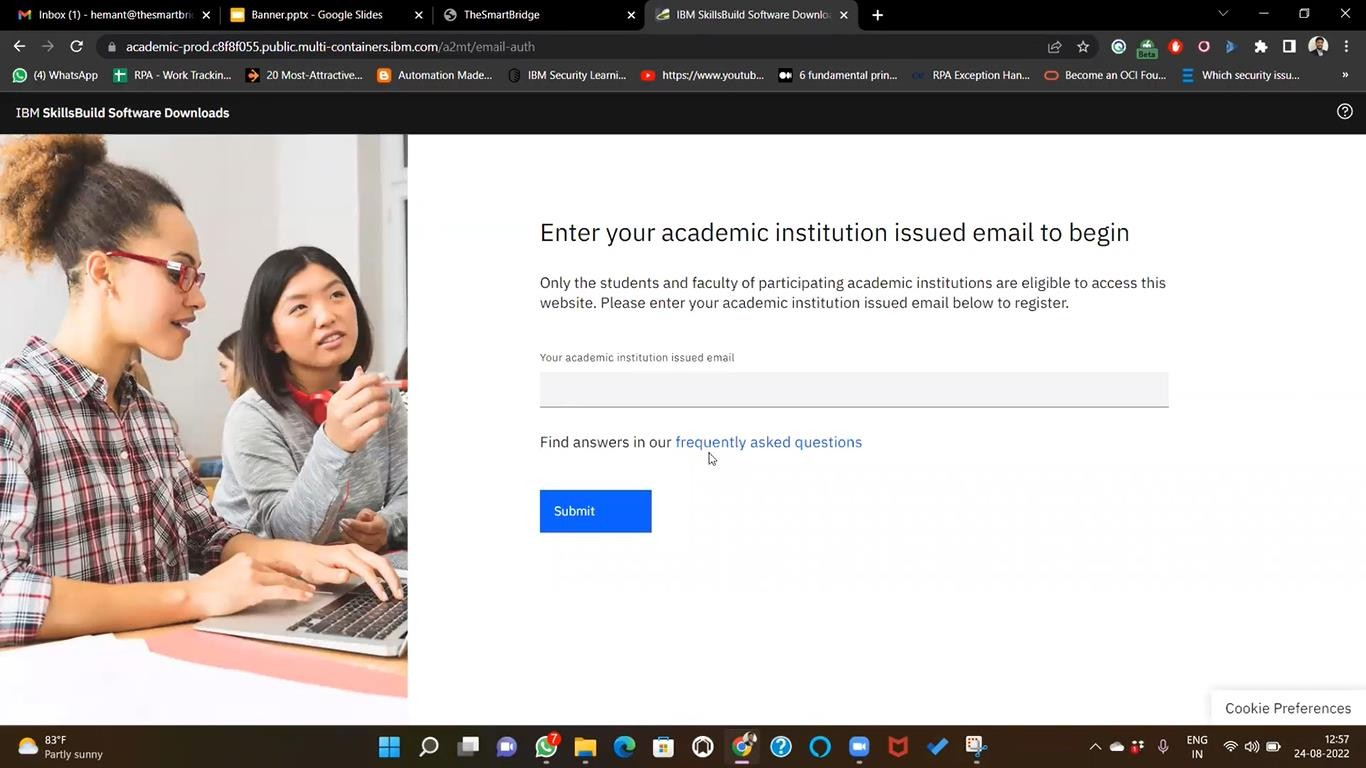 Inbox (1) - hemant@thesmartbri
Banner.pptx - Google Slides
TheSmartBridge
IBM SkillsBuild Software Downloa
academic-prod.c8f8f055.public.multi-containers.ibm.com/a2mt/email-auth
Beta
(4) WhatsApp
RPA - Work Trackin...
20 Most-Attractive...
Automation Made...
IBM Security Learni...
https://www.youtub...
6 fundamental prin...
RPA Exception Han...
Become an OCI Fou...
Which security issu...
»
IBM SkillsBuild Software Downloads
Enter your academic institution issued email to begin
Only the students and faculty of participating academic institutions are eligible to access this
website. Please enter your academic institution issued email below to register.
Your academic institution issued email
Find answers in our frequently asked questions
Submit
Cookie Preferences
83°F
Partly sunny
7
ENG
IN
12:57
24-08-2022